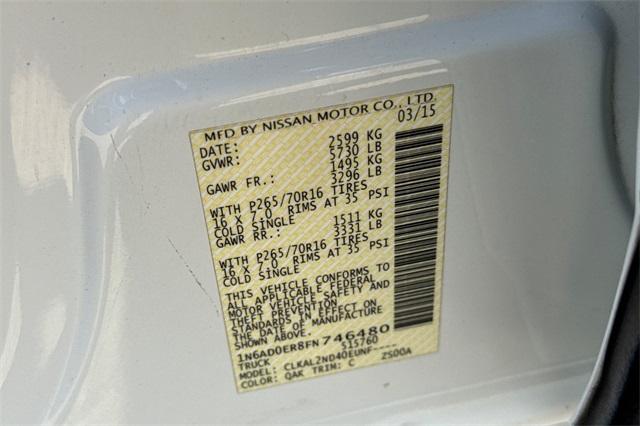 MFD BY NISSAN MOTOR CO., LTD.
DATE: 03/15
GVWR: 2599 KG
5730 LB
GAWR FR.: 1495 KG
3296 LB
WITH P265/70R16 TIRES
16 X 7.0 RIMS AT 35 PSI
COLD SINGLE
GAWR RR.: 1511 KG
3331 LB
WITH P265/70R16 TIRES
16 X 7.0 RIMS AT 35 PSI
COLD SINGLE
THIS VEHICLE CONFORMS TO
ALL APPLICABLE FEDERAL
MOTOR VEHICLE SAFETY AND
THEFT PREVENTION
STANDARDS IN EFFECT ON
THE DATE OF MANUFACTURE
SHOWN ABOVE.
1N6AD0ER8FN746480
TRUCK S15760
MODEL: CLKAL2ND40EUNF----
COLOR: QAK TRIM: C ZS00A